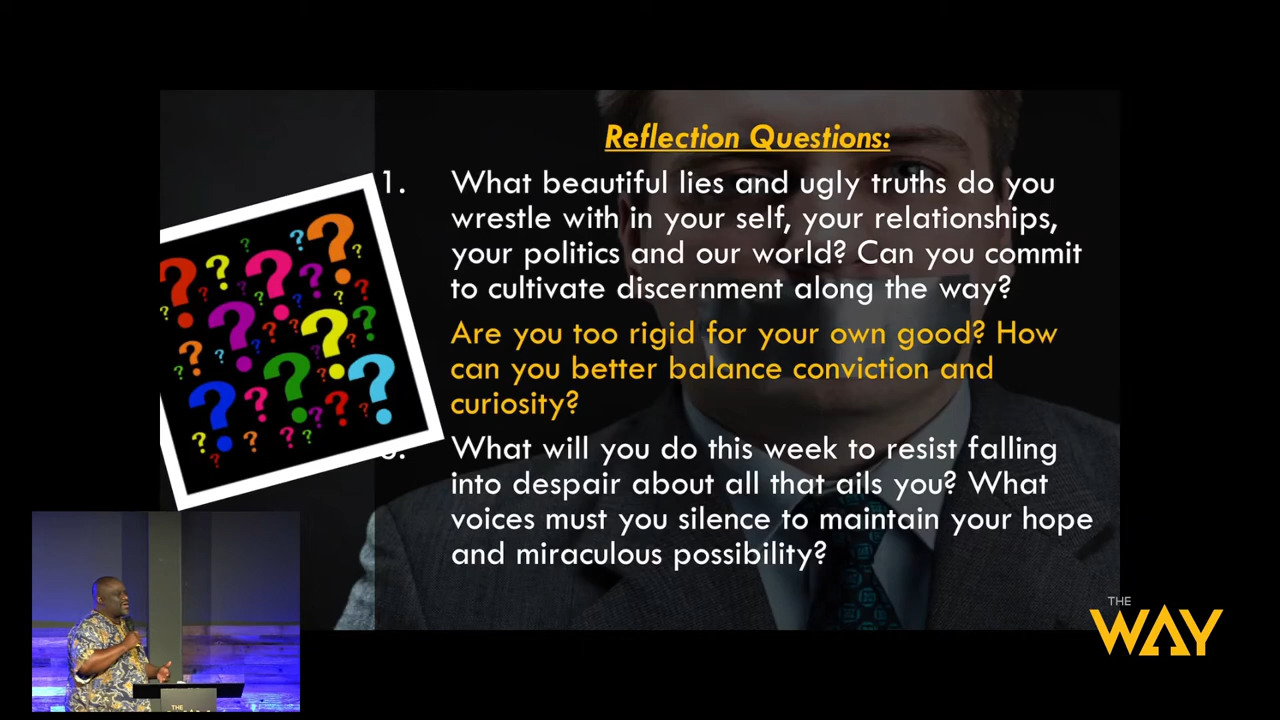 Reflection Questions:
1. What beautiful lies and ugly truths do you
wrestle with in your self, your relationships,
your politics and our world? Can you commit
to cultivate discernment along the way?
Are you too rigid for your own good? How
can you better balance conviction and
curiosity?
What will you do this week to resist falling
into despair about all that ails you? What
voices must you silence to maintain your hope
and miraculous possibility?
THE
WAY
THE